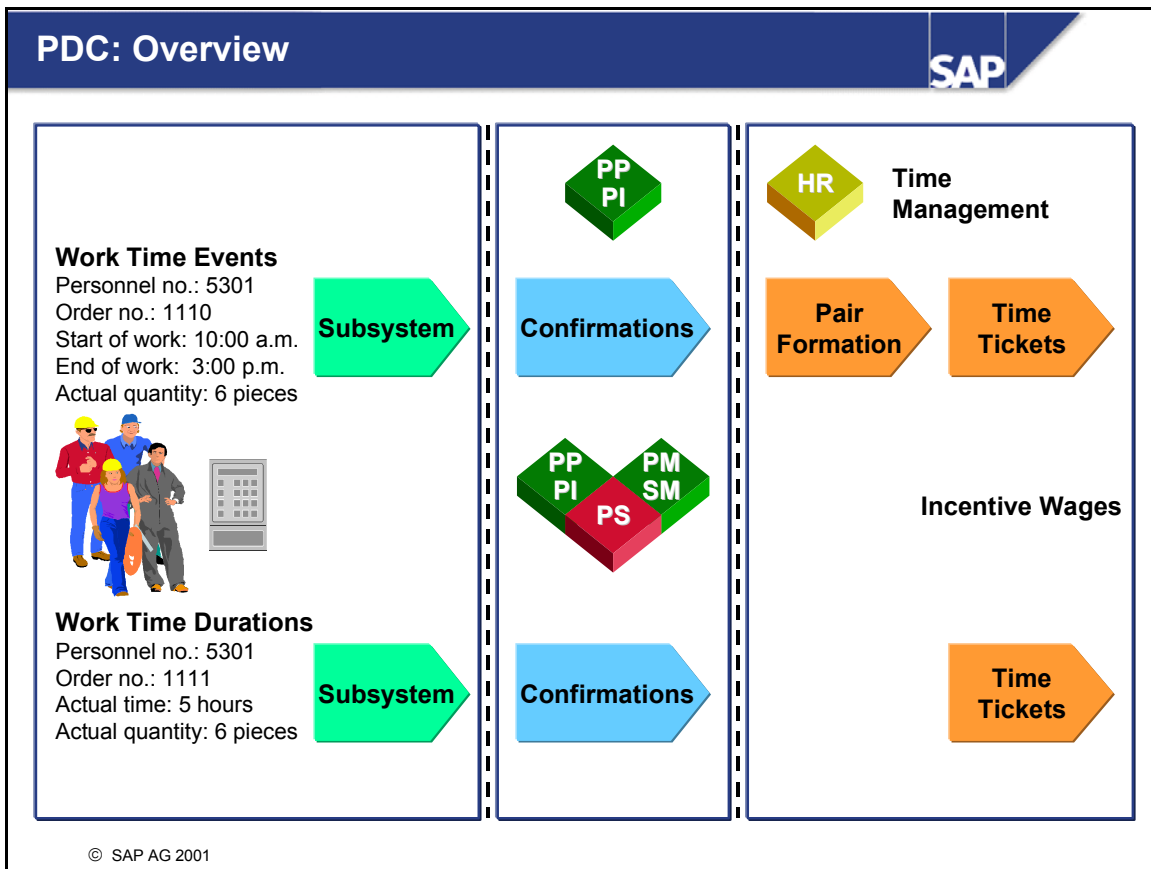 PDC: Overview
SAP
PP
PI
HR
Time
Management
Work Time Events
Personnel no.: 5301
Order no.: 1110
Start of work: 10:00 a.m.
End of work: 3:00 p.m.
Actual quantity: 6 pieces
Subsystem
Confirmations
Pair
Formation
Time
Tickets
PP
PI
PM
SM
PS
Incentive Wages
Work Time Durations
Personnel no.: 5301
Order no.: 1111
Actual time: 5 hours
Actual quantity: 6 pieces
Subsystem
Confirmations
Time
Tickets
© SAP AG 2001